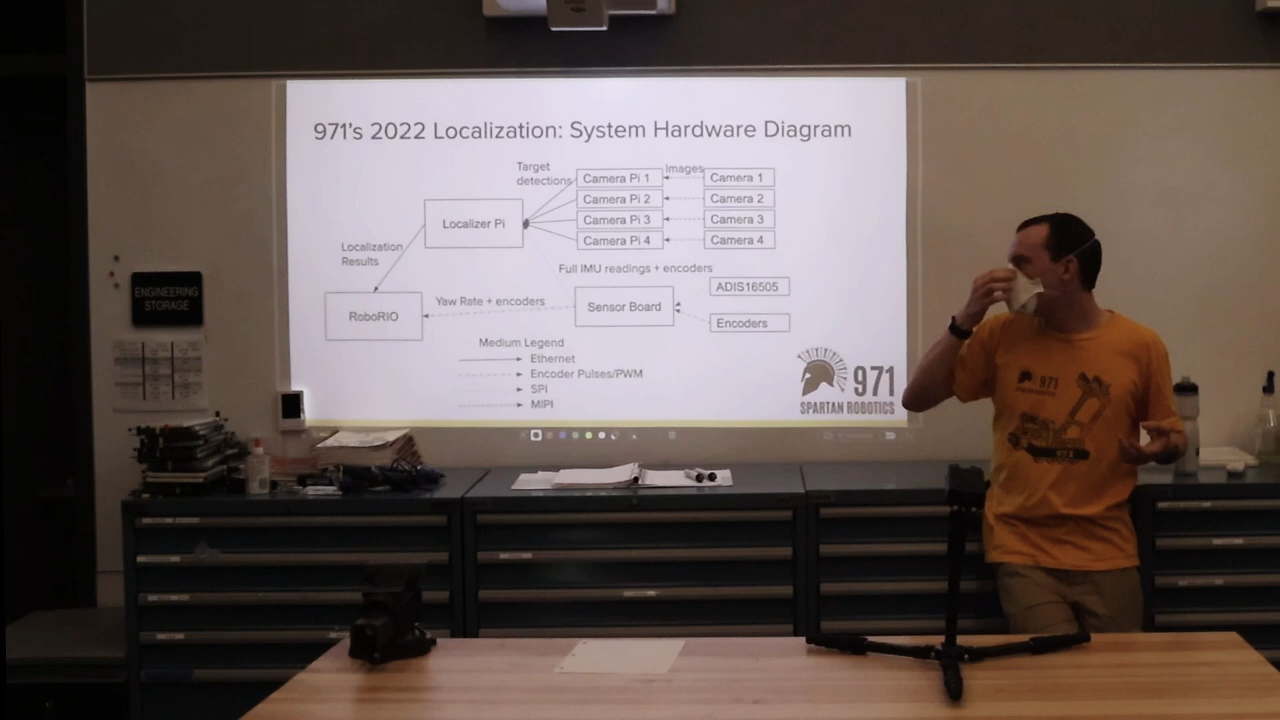 971's 2022 Localization: System Hardware Diagram
Target
detections
Images
Camera Pi 1
Camera 1
Camera Pi 2
Camera 2
Localizer Pi
Camera Pi 3
Camera 3
Camera Pi 4
Camera 4
Localization
Results
Full IMU readings + encoders
ADIS16505
Yaw Rate + encoders
Sensor Board
RoboRIO
Encoders
Medium Legend
Ethernet
Encoder Pulses/PWM
SPI
MIPI
971
SPARTAN ROBOTICS
ENGINEERING
STORAGE
971
971